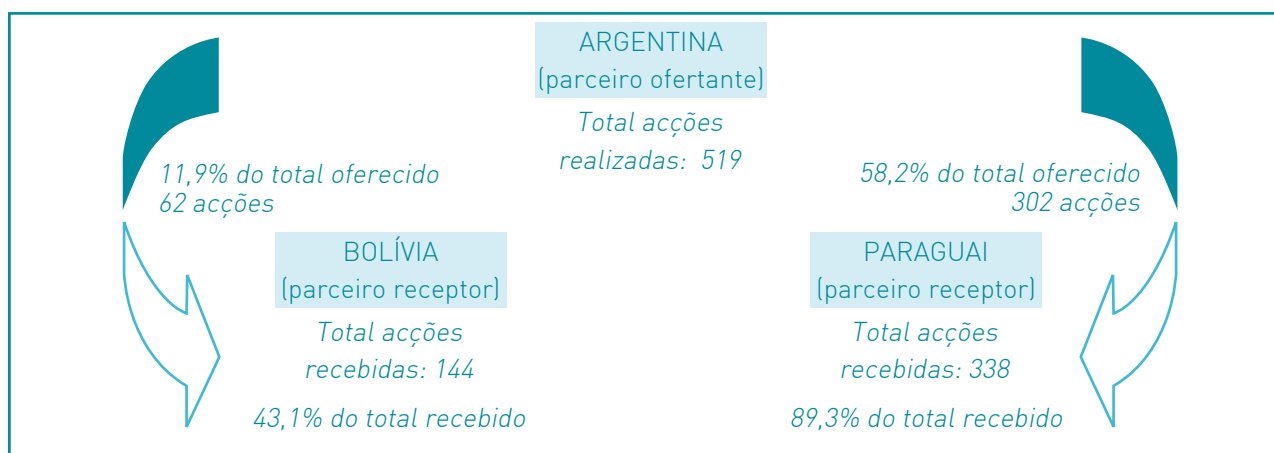 ARGENTINA
(parceiro ofertante)
Total acções
realizadas: 519
11,9% do total oferecido
62 acções
58,2% do total oferecido
302 acções
BOLÍVIA
(parceiro receptor)
Total acções
recebidas: 144
43,1% do total recebido
PARAGUAI
(parceiro receptor)
Total acções
recebidas: 338
89,3% do total recebido